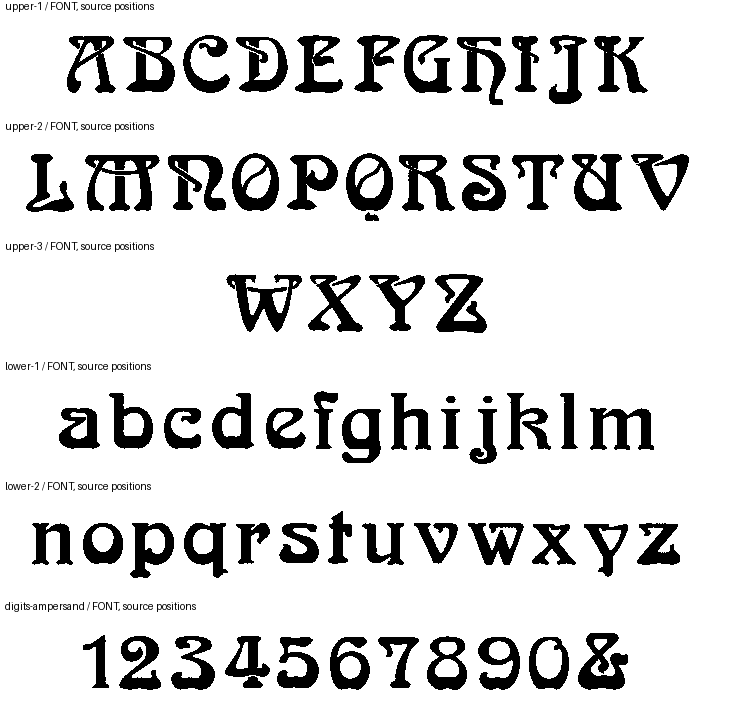 upper-1 / FONT, source positions
ABCDEFGHIJK
upper-2 / FONT, source positions
LMNOPQRSTUV
upper-3 / FONT, source positions
WXYZ
lower-1 / FONT, source positions
abcdefghijklm
lower-2 / FONT, source positions
nopqrstuvwxyz
digits-ampersand / FONT, source positions
1234567890&